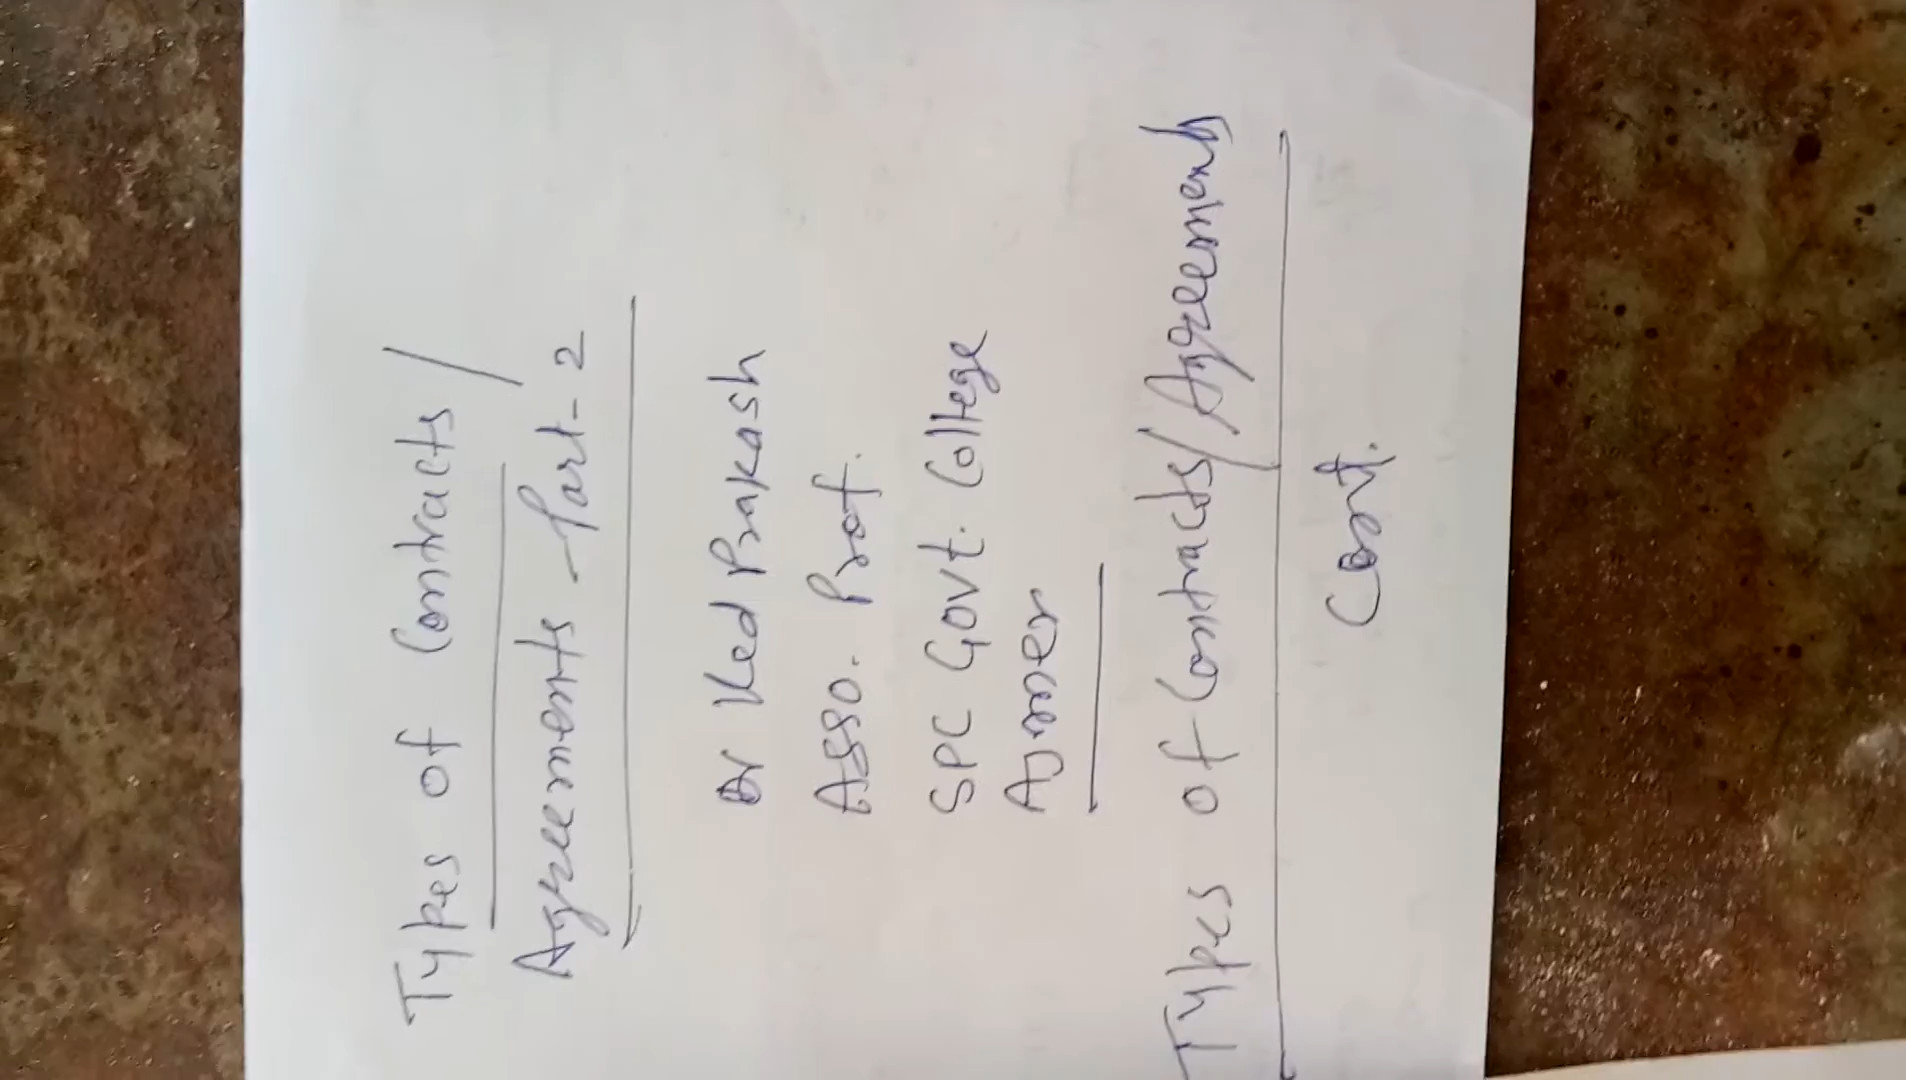 Types of Contracts/
Agreements - Part-2
Dr Ved Prakash
Asso. Prof.
SPC Govt. College
Ajmer
Types of Contracts/Agreements
Cont.